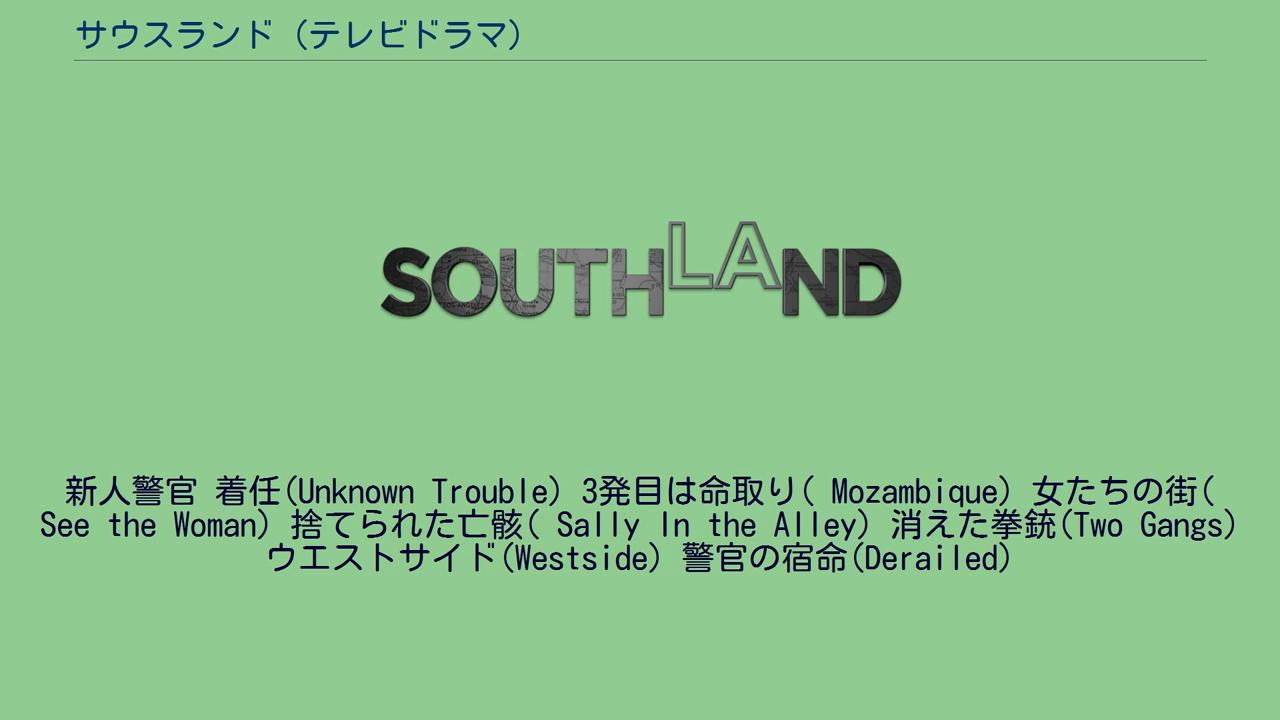 サウスランド（テレビドラマ）
SOUTHLAND
新人警官 着任(Unknown Trouble) 3発目は命取り( Mozambique) 女たちの街(
See the Woman) 捨てられた亡骸( Sally In the Alley) 消えた拳銃(Two Gangs)
ウエストサイド(Westside) 警官の宿命(Derailed)